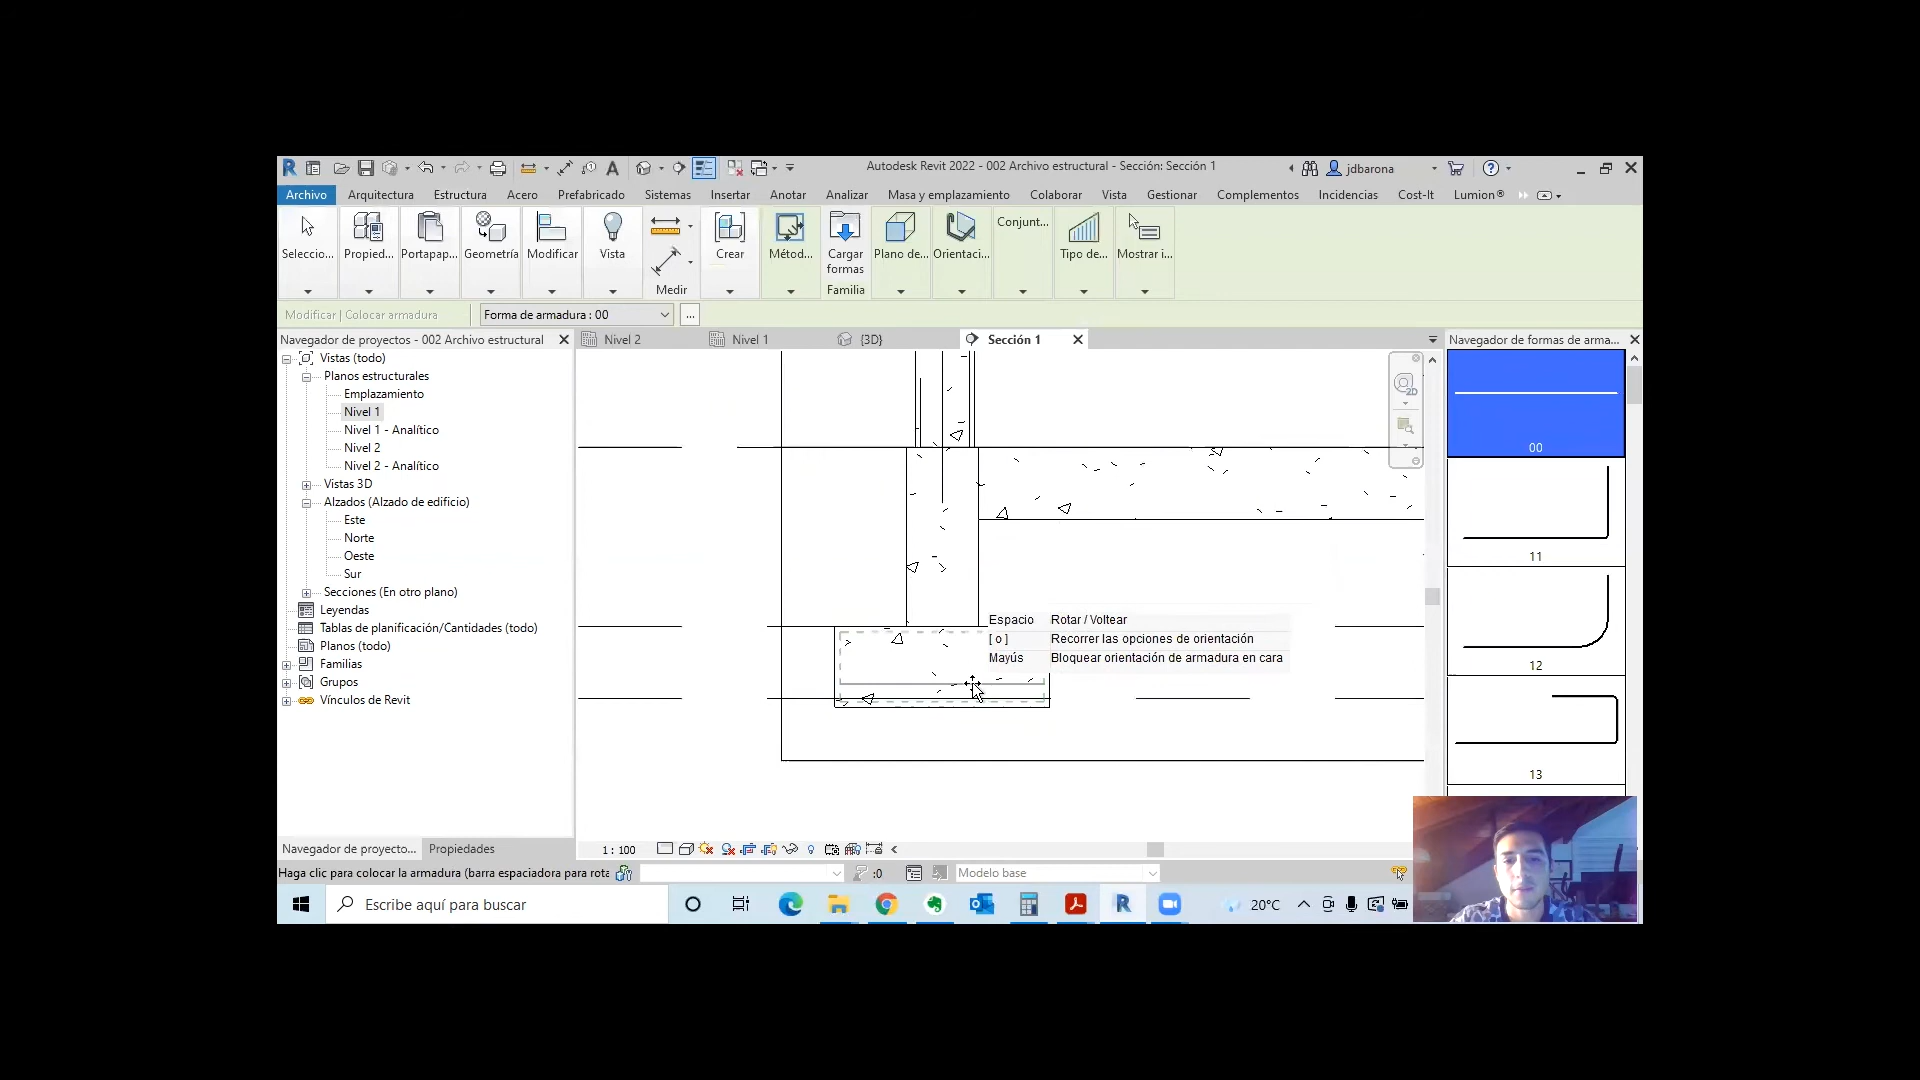 Autodesk Revit 2022 - 002 Archivo estructural - Sección: Sección 1
jdbarona
Archivo Arquitectura Estructura Acero Prefabricado Sistemas Insertar Anotar Analizar Masa y emplazamiento Colaborar Vista Gestionar Complementos Incidencias Cost-It Lumion®
Conjunt...
Seleccio... Propied... Portapap... Geometría Modificar Vista Crear Métod... Cargar formas Plano de... Orientaci... Tipo de... Mostrar i...
Medir Familia
Modificar | Colocar armadura Forma de armadura : 00 ...
Navegador de proyectos - 002 Archivo estructural
Nivel 2 Nivel 1 {3D} Sección 1
Navegador de formas de arma...
Vistas (todo)
Planos estructurales
Emplazamiento
Nivel 1
Nivel 1 - Analítico
Nivel 2
Nivel 2 - Analítico
Vistas 3D
Alzados (Alzado de edificio)
Este
Norte
Oeste
Sur
Secciones (En otro plano)
Leyendas
Tablas de planificación/Cantidades (todo)
Planos (todo)
Familias
Grupos
Vínculos de Revit
Espacio Rotar / Voltear
[ o ] Recorrer las opciones de orientación
Mayús Bloquear orientación de armadura en cara
2D
00
11
12
13
Navegador de proyecto... Propiedades
1 : 100
Haga clic para colocar la armadura (barra espaciadora para rota
:0
Modelo base
Escribe aquí para buscar
20°C